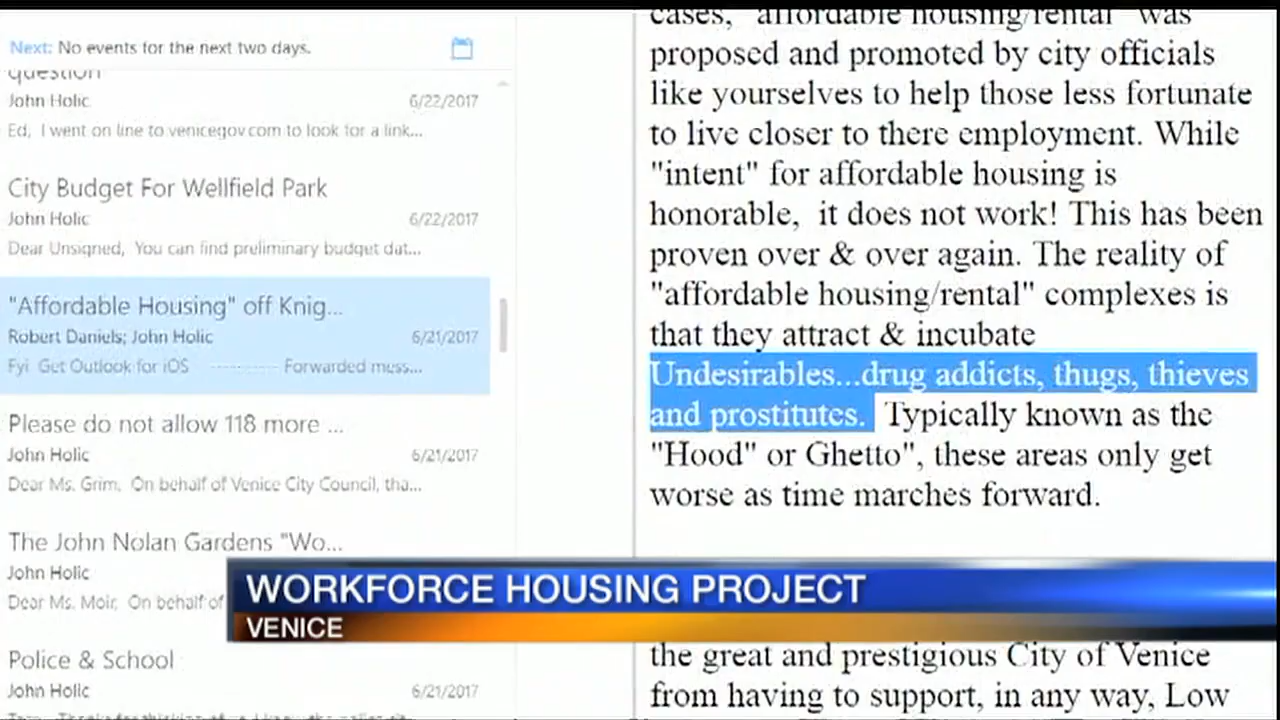 Next: No events for the next two days.
question
John Holic 6/22/2017
Ed, I went on line to venicegov.com to look for a link...
City Budget For Wellfield Park
John Holic 6/22/2017
Dear Unsigned, You can find preliminary budget dat...
"Affordable Housing" off Knig...
Robert Daniels; John Holic 6/21/2017
Fyi Get Outlook for iOS ---------- Forwarded mess...
Please do not allow 118 more ...
John Holic 6/21/2017
Dear Ms. Grim, On behalf of Venice City Council, tha...
The John Nolan Gardens "Wo...
John Holic
Dear Ms. Moir, On behalf of
Police & School
John Holic 6/21/2017
cases, "affordable housing/rental" was
proposed and promoted by city officials
like yourselves to help those less fortunate
to live closer to there employment. While
"intent" for affordable housing is
honorable, it does not work! This has been
proven over & over again. The reality of
"affordable housing/rental" complexes is
that they attract & incubate
Undesirables...drug addicts, thugs, thieves
and prostitutes. Typically known as the
"Hood" or Ghetto", these areas only get
worse as time marches forward.
WORKFORCE HOUSING PROJECT
VENICE
the great and prestigious City of Venice
from having to support, in any way, Low